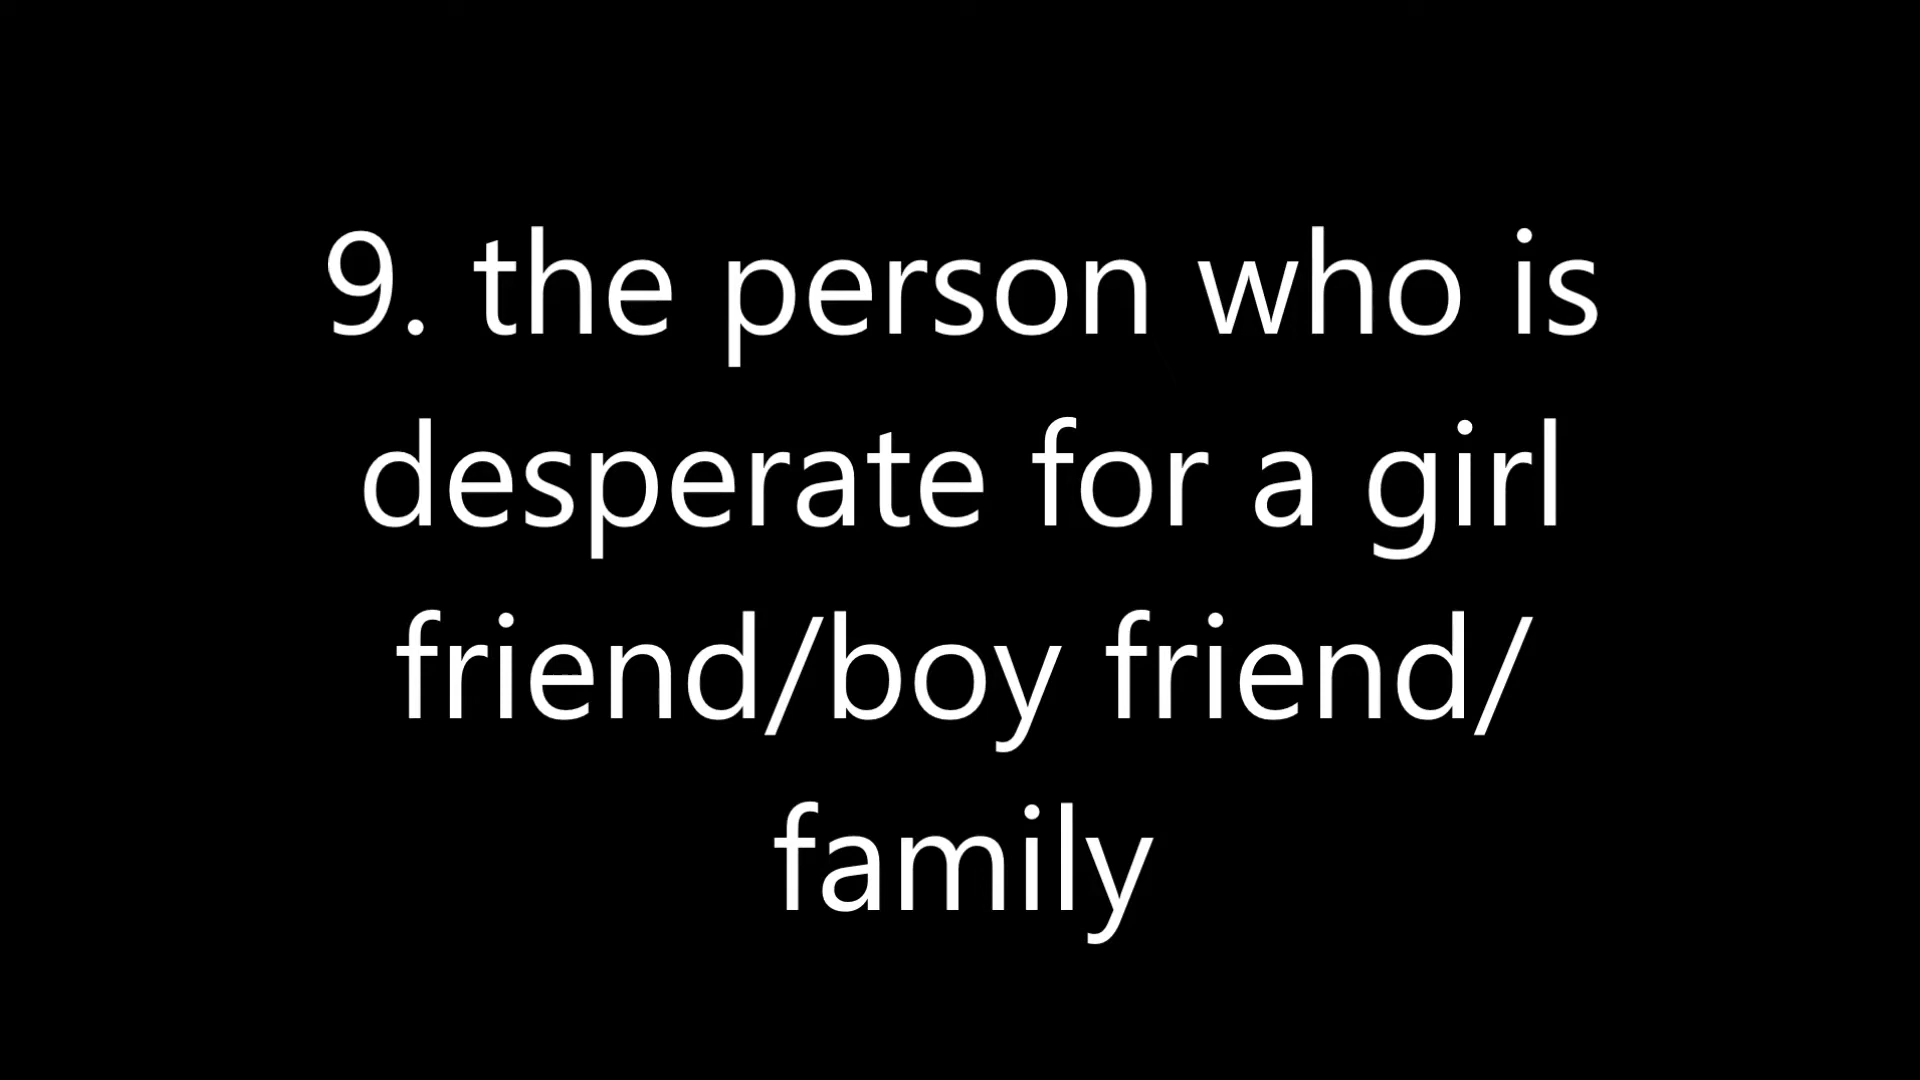 9. the person who is
desperate for a girl
friend/boy friend/
family